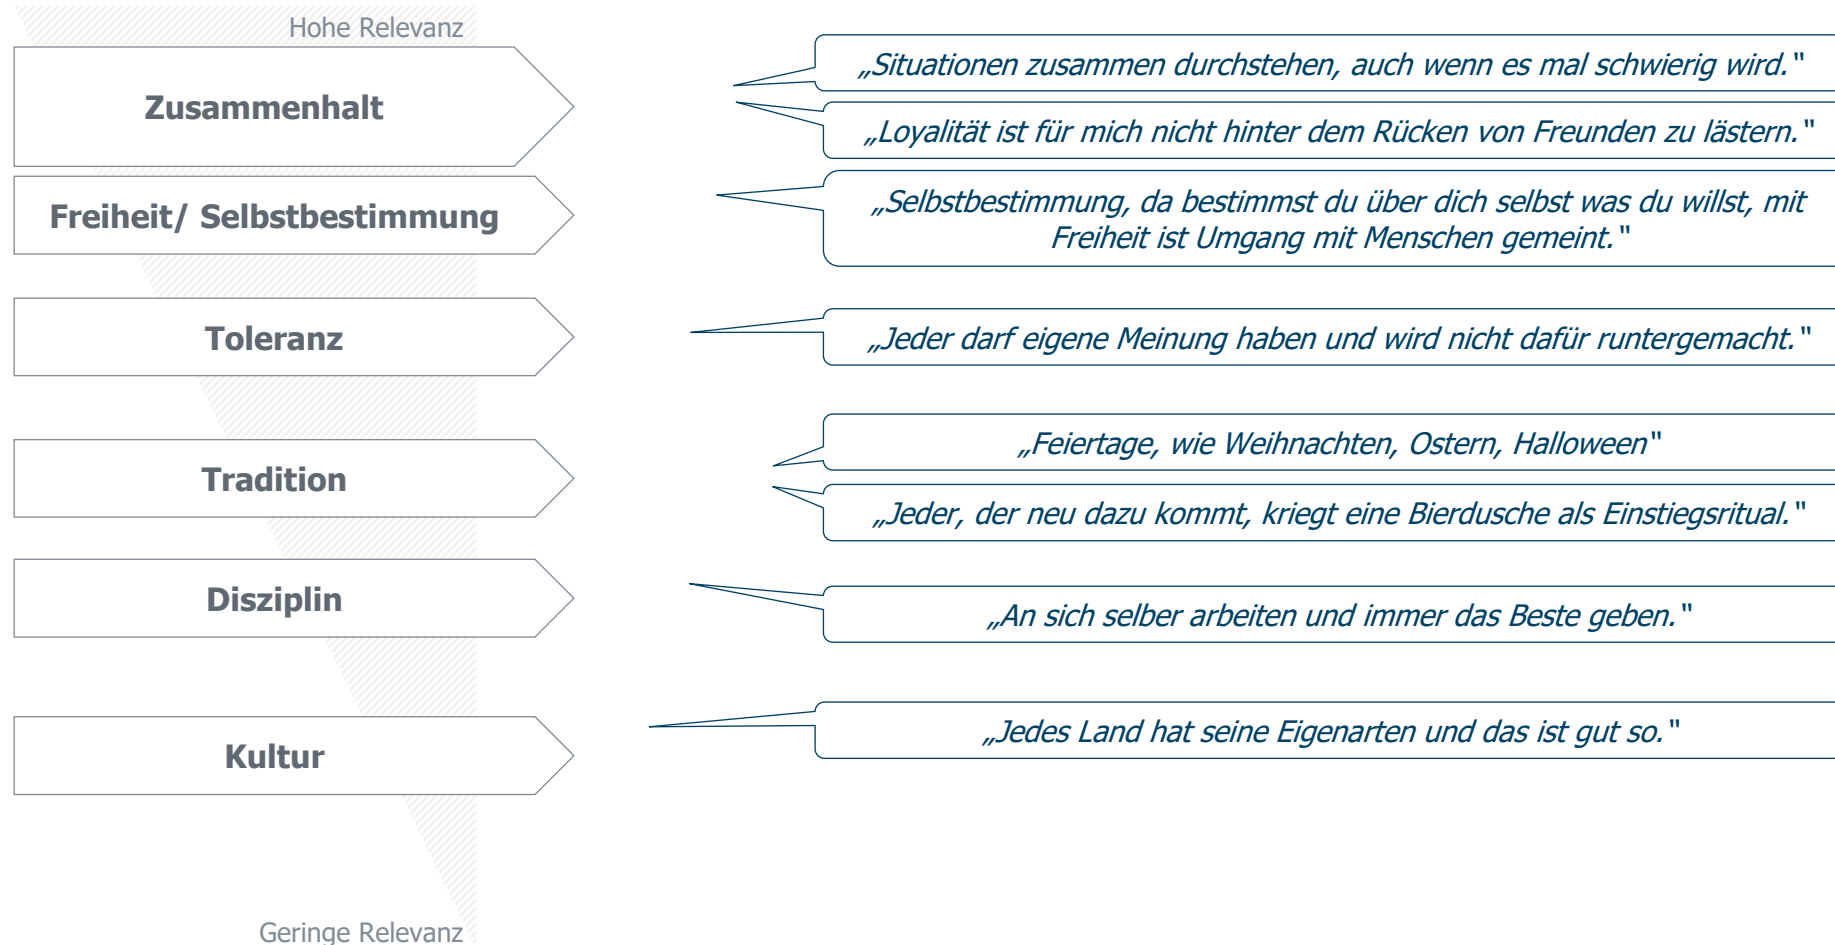 Hohe Relevanz
Zusammenhalt
„Situationen zusammen durchstehen, auch wenn es mal schwierig wird."
„Loyalität ist für mich nicht hinter dem Rücken von Freunden zu lästern."
Freiheit/ Selbstbestimmung
„Selbstbestimmung, da bestimmst du über dich selbst was du willst, mit
Freiheit ist Umgang mit Menschen gemeint."
Toleranz
„Jeder darf eigene Meinung haben und wird nicht dafür runtergemacht."
Tradition
„Feiertage, wie Weihnachten, Ostern, Halloween"
„Jeder, der neu dazu kommt, kriegt eine Bierdusche als Einstiegsritual."
Disziplin
„An sich selber arbeiten und immer das Beste geben."
Kultur
„Jedes Land hat seine Eigenarten und das ist gut so."
Geringe Relevanz